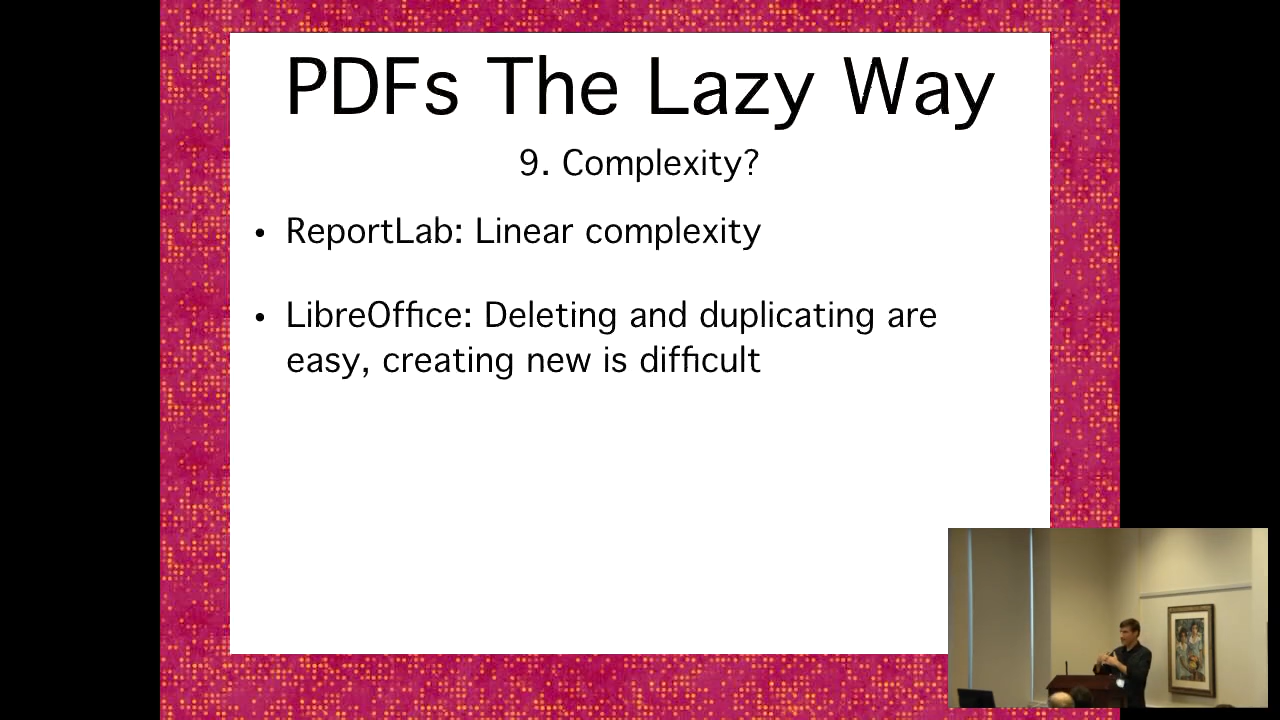 PDFs The Lazy Way
9. Complexity?
• ReportLab: Linear complexity
• LibreOffice: Deleting and duplicating are
easy, creating new is difficult